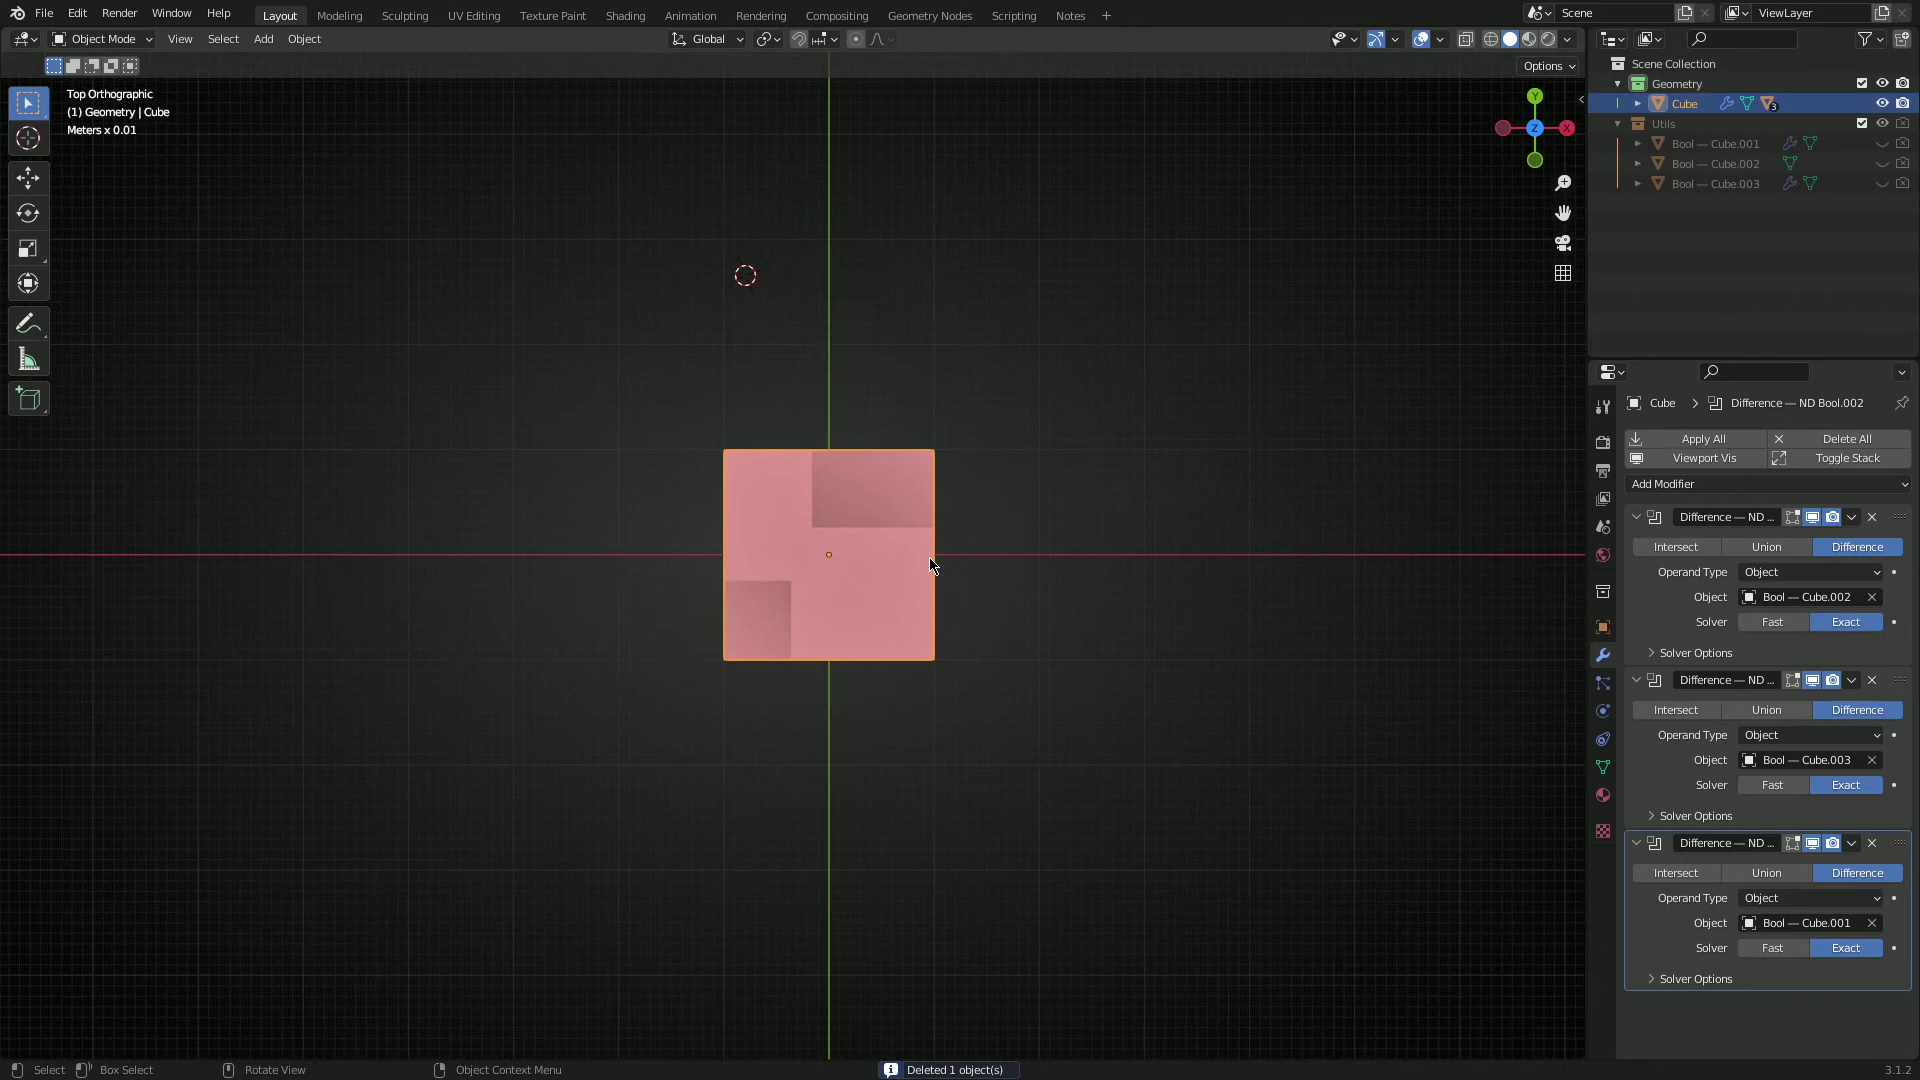 File Edit Render Window Help Layout Modeling Sculpting UV Editing Texture Paint Shading Animation Rendering Compositing Geometry Nodes Scripting Notes + Scene ViewLayer
Object Mode View Select Add Object Global
Options
Top Orthographic
(1) Geometry | Cube
Meters x 0.01
Y
X
Z
Scene Collection
Geometry
Cube 3
Utils
Bool — Cube.001
Bool — Cube.002
Bool — Cube.003
Cube > Difference — ND Bool.002
Apply All Delete All
Viewport Vis Toggle Stack
Add Modifier
Difference — ND ...
Intersect Union Difference
Operand Type Object
Object Bool — Cube.002
Solver Fast Exact
Solver Options
Difference — ND ...
Intersect Union Difference
Operand Type Object
Object Bool — Cube.003
Solver Fast Exact
Solver Options
Difference — ND ...
Intersect Union Difference
Operand Type Object
Object Bool — Cube.001
Solver Fast Exact
Solver Options
Select Box Select Rotate View Object Context Menu Deleted 1 object(s) 3.1.2